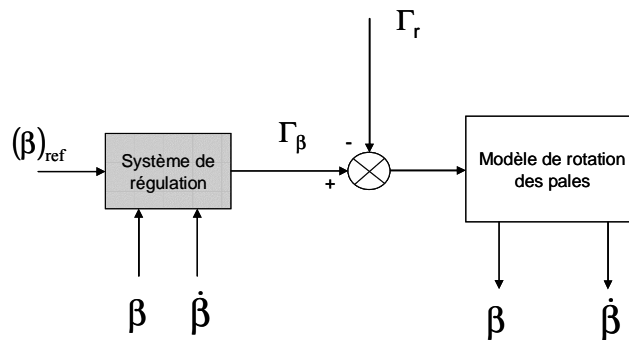 Γr
(β)ref
Γβ
-
+
Système de
régulation
Modèle de rotation
des pales
β
β̇
β
β̇